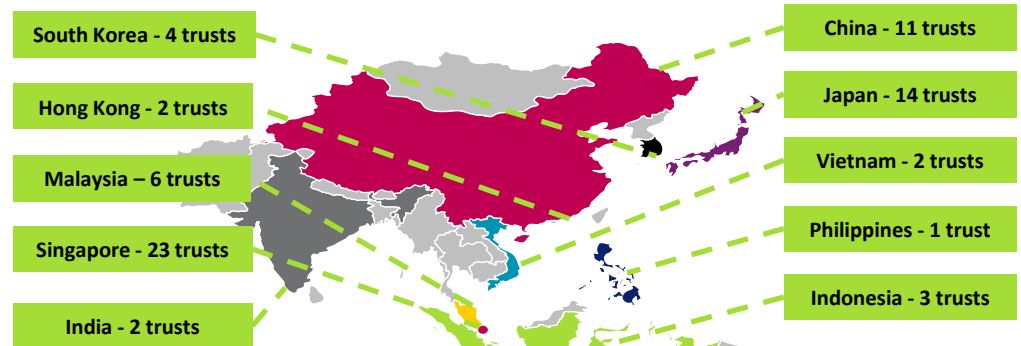 South Korea - 4 trusts
Hong Kong - 2 trusts
Malaysia – 6 trusts
Singapore - 23 trusts
India - 2 trusts
China - 11 trusts
Japan - 14 trusts
Vietnam - 2 trusts
Philippines - 1 trust
Indonesia - 3 trusts